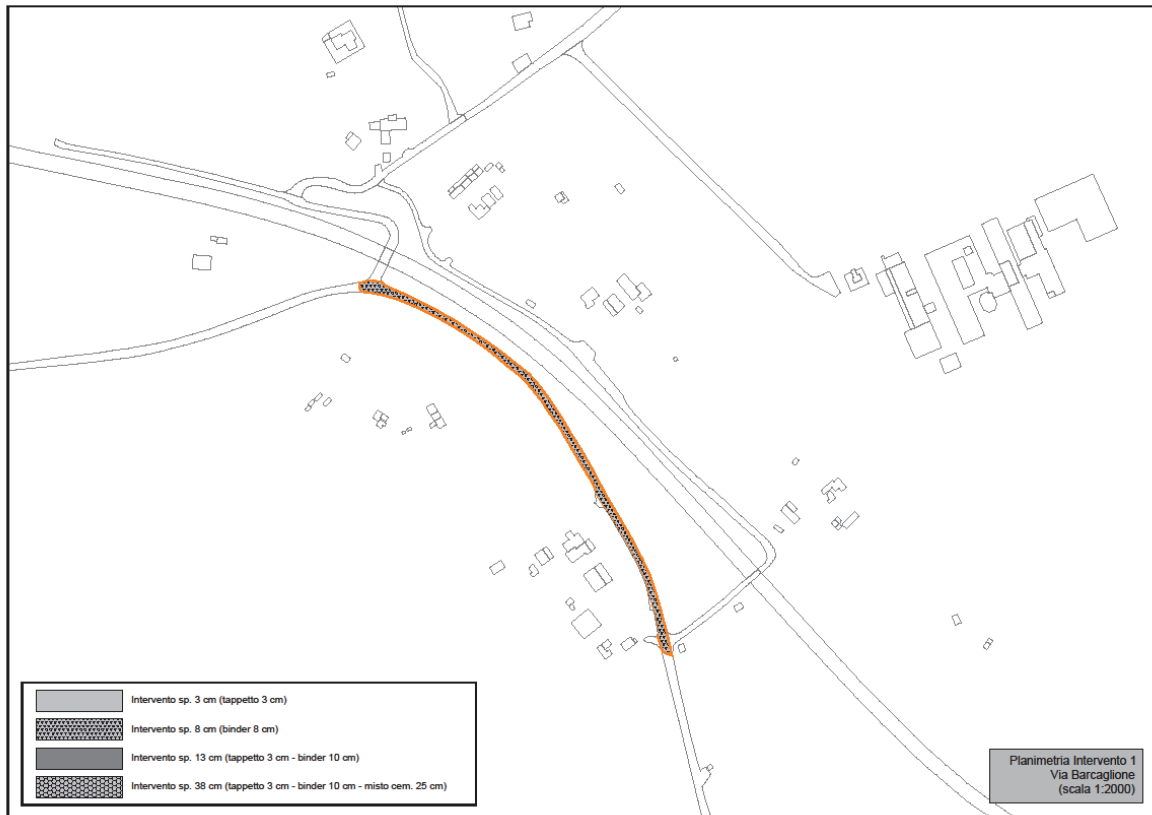 Intervento sp. 3 cm (tappetto 3 cm)
Intervento sp. 8 cm (binder 8 cm)
Intervento sp. 13 cm (tappetto 3 cm - binder 10 cm)
Intervento sp. 38 cm (tappetto 3 cm - binder 10 cm - misto cem. 25 cm)
Planimetria Intervento 1
Via Barcaglione
(scala 1:2000)